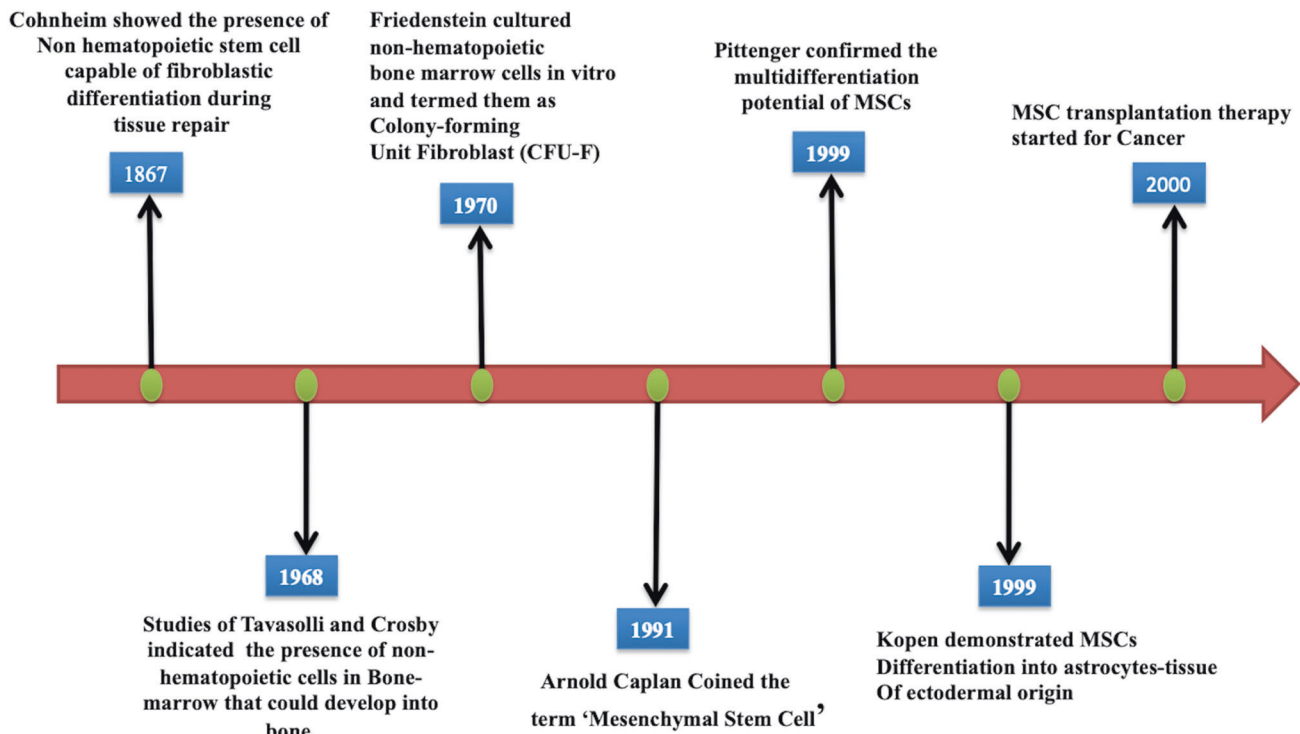 Cohnheim showed the presence of
Non hematopoietic stem cell
capable of fibroblastic
differentiation during
tissue repair
1867
Friedenstein cultured
non-hematopoietic
bone marrow cells in vitro
and termed them as
Colony-forming
Unit Fibroblast (CFU-F)
1970
Pittenger confirmed the
multidifferentiation
potential of MSCs
1999
MSC transplantation therapy
started for Cancer
2000
1968
Studies of Tavasolli and Crosby
indicated the presence of non-
hematopoietic cells in Bone-
marrow that could develop into
bone
1991
Arnold Caplan Coined the
term ‘Mesenchymal Stem Cell’
1999
Kopen demonstrated MSCs
Differentiation into astrocytes-tissue
Of ectodermal origin